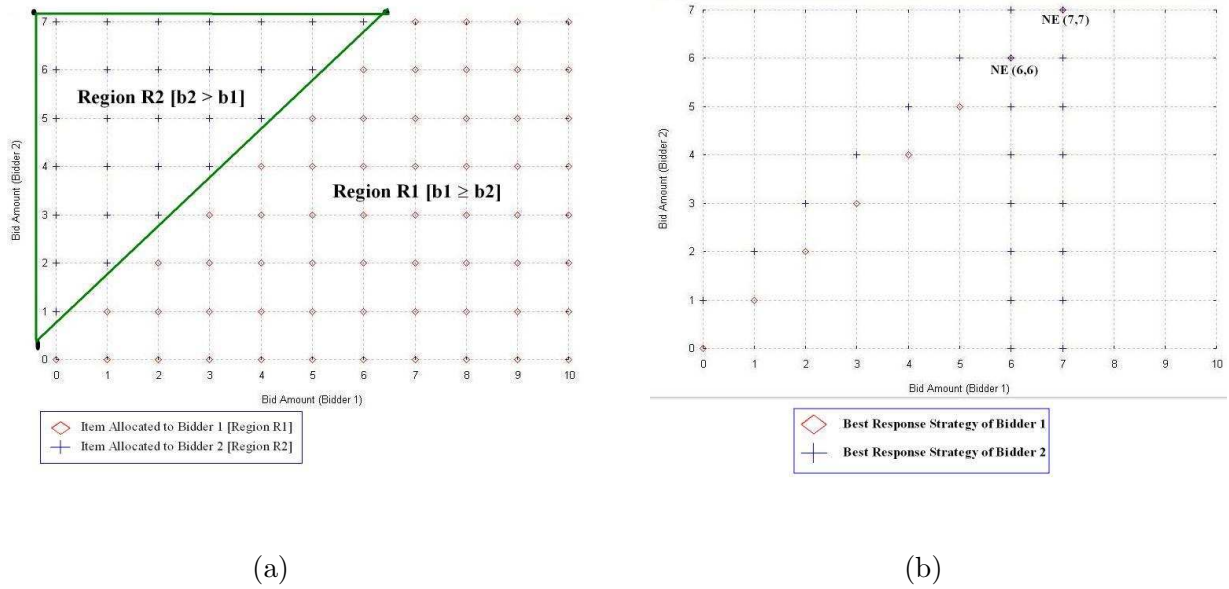 7
6
5
4
3
2
1
0
Bid Amount (Bidder 2)
Region R2 [b2 > b1]
Region R1 [b1 ≥ b2]
0 1 2 3 4 5 6 7 8 9 10
Bid Amount (Bidder 1)
Item Allocated to Bidder 1 [Region R1]
Item Allocated to Bidder 2 [Region R2]
(a)
7
6
5
4
3
2
1
0
Bid Amount (Bidder 2)
NE (7,7)
NE (6,6)
0 1 2 3 4 5 6 7 8 9 10
Bid Amount (Bidder 1)
Best Response Strategy of Bidder 1
Best Response Strategy of Bidder 2
(b)